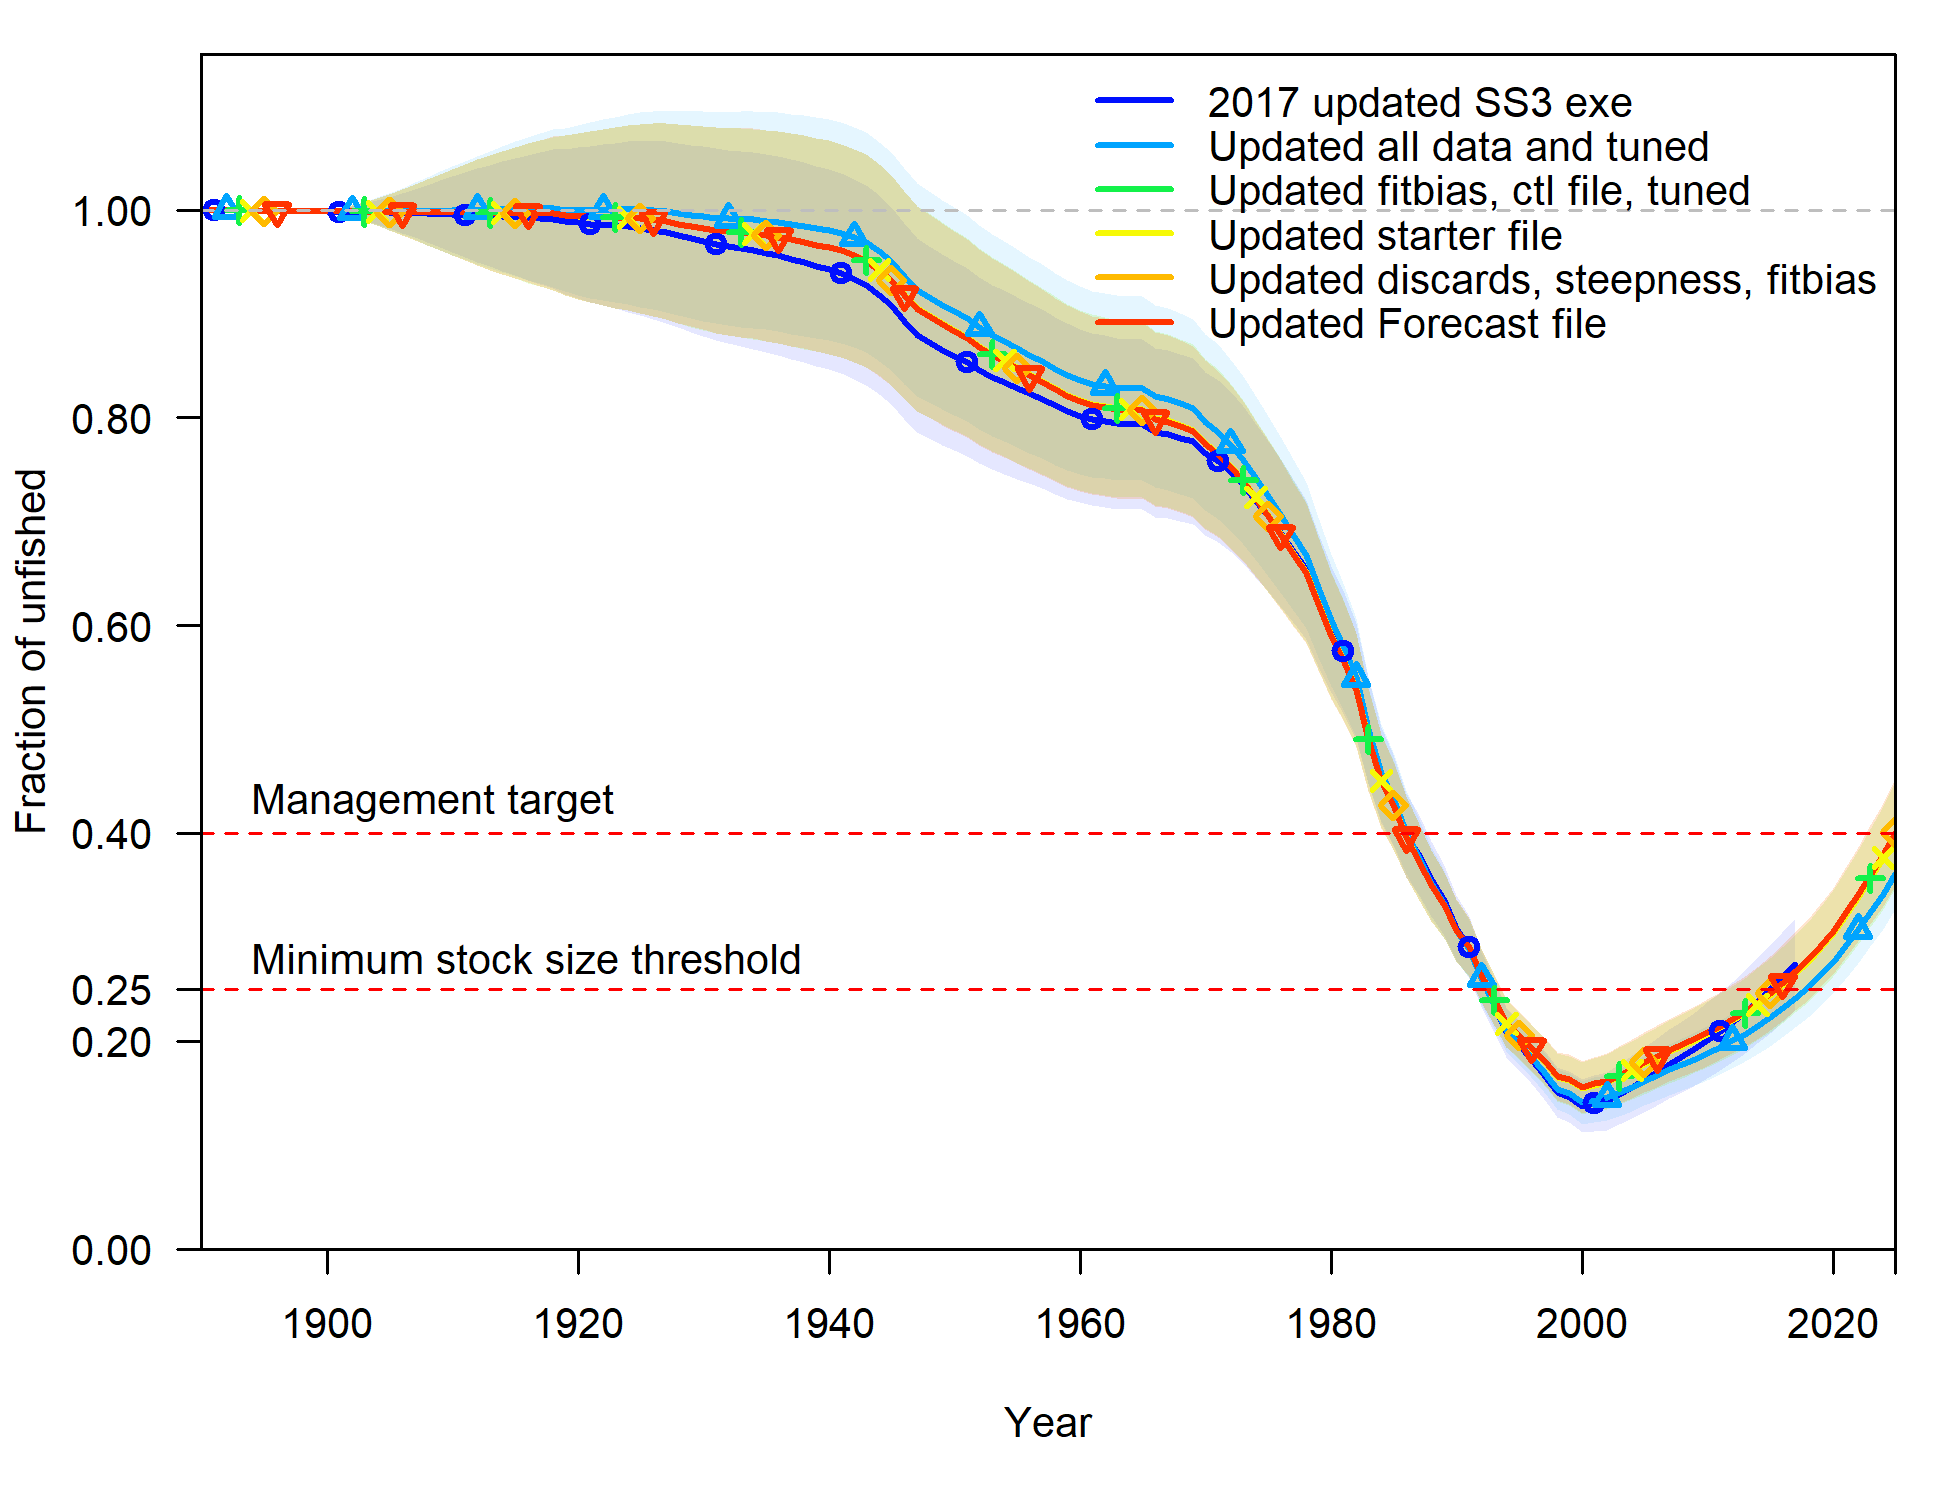 2017 updated SS3 exe
Updated all data and tuned
Updated fitbias, ctl file, tuned
Updated starter file
Updated discards, steepness, fitbias
Updated Forecast file
Fraction of unfished
1.00
0.80
0.60
0.40
0.25
0.20
0.00
Management target
Minimum stock size threshold
1900
1920
1940
1960
1980
2000
2020
Year